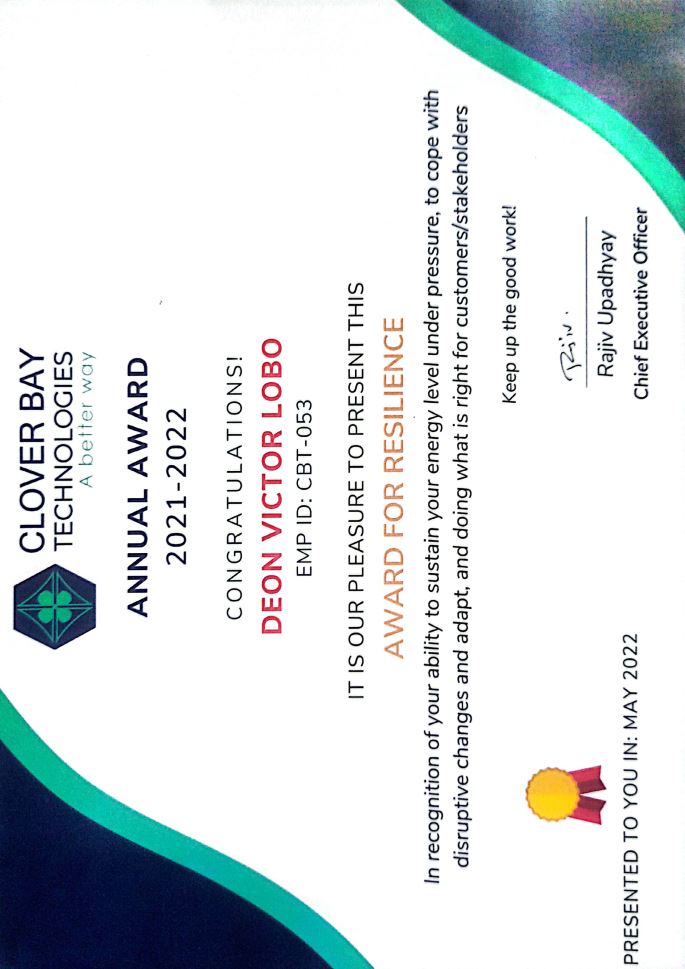 CLOVER BAY
TECHNOLOGIES
A better way
ANNUAL AWARD
2021-2022
CONGRATULATIONS!
DEON VICTOR LOBO
EMP ID: CBT-053
IT IS OUR PLEASURE TO PRESENT THIS
AWARD FOR RESILIENCE
In recognition of your ability to sustain your energy level under pressure, to cope with
disruptive changes and adapt, and doing what is right for customers/stakeholders
Keep up the good work!
Rajiv Upadhyay
Chief Executive Officer
PRESENTED TO YOU IN: MAY 2022